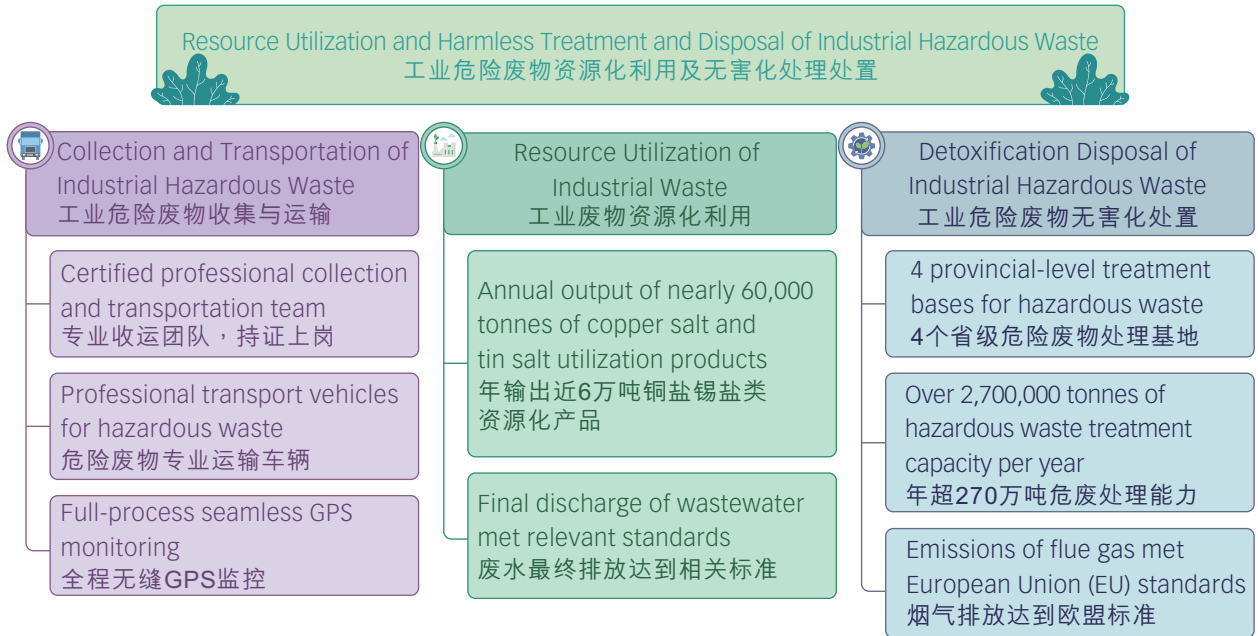 Resource Utilization and Harmless Treatment and Disposal of Industrial Hazardous Waste
工业危险废物资源化利用及无害化处理处置
Collection and Transportation of
Industrial Hazardous Waste
工业危险废物收集与运输
Certified professional collection
and transportation team
专业收运团队，持证上岗
Professional transport vehicles
for hazardous waste
危险废物专业运输车辆
Full-process seamless GPS
monitoring
全程无缝GPS监控
Resource Utilization of
Industrial Waste
工业废物资源化利用
Annual output of nearly 60,000
tonnes of copper salt and
tin salt utilization products
年输出近6万吨铜盐锡盐类
资源化产品
Final discharge of wastewater
met relevant standards
废水最终排放达到相关标准
Detoxification Disposal of
Industrial Hazardous Waste
工业危险废物无害化处置
4 provincial-level treatment
bases for hazardous waste
4个省级危险废物处理基地
Over 2,700,000 tonnes of
hazardous waste treatment
capacity per year
年超270万吨危废处理能力
Emissions of flue gas met
European Union (EU) standards
烟气排放达到欧盟标准